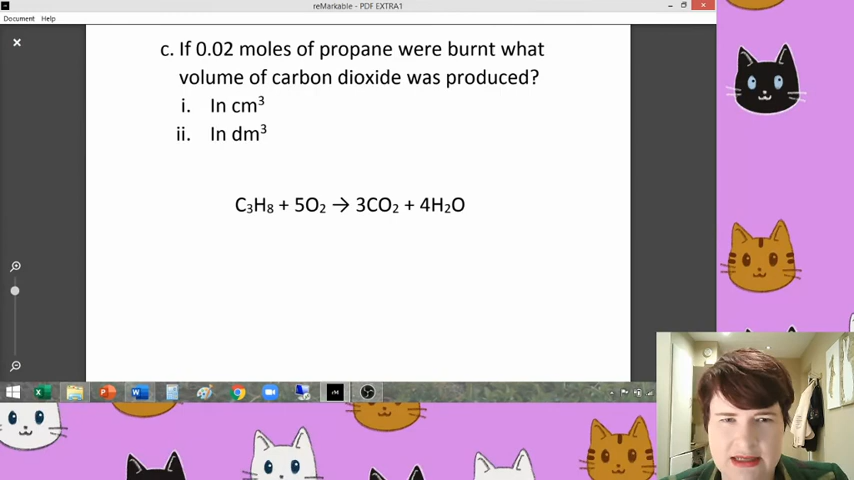 reMarkable - PDF EXTRA1
Document Help
c. If 0.02 moles of propane were burnt what
volume of carbon dioxide was produced?
i. In cm³
ii. In dm³
C₃H₈ + 5O₂ → 3CO₂ + 4H₂O